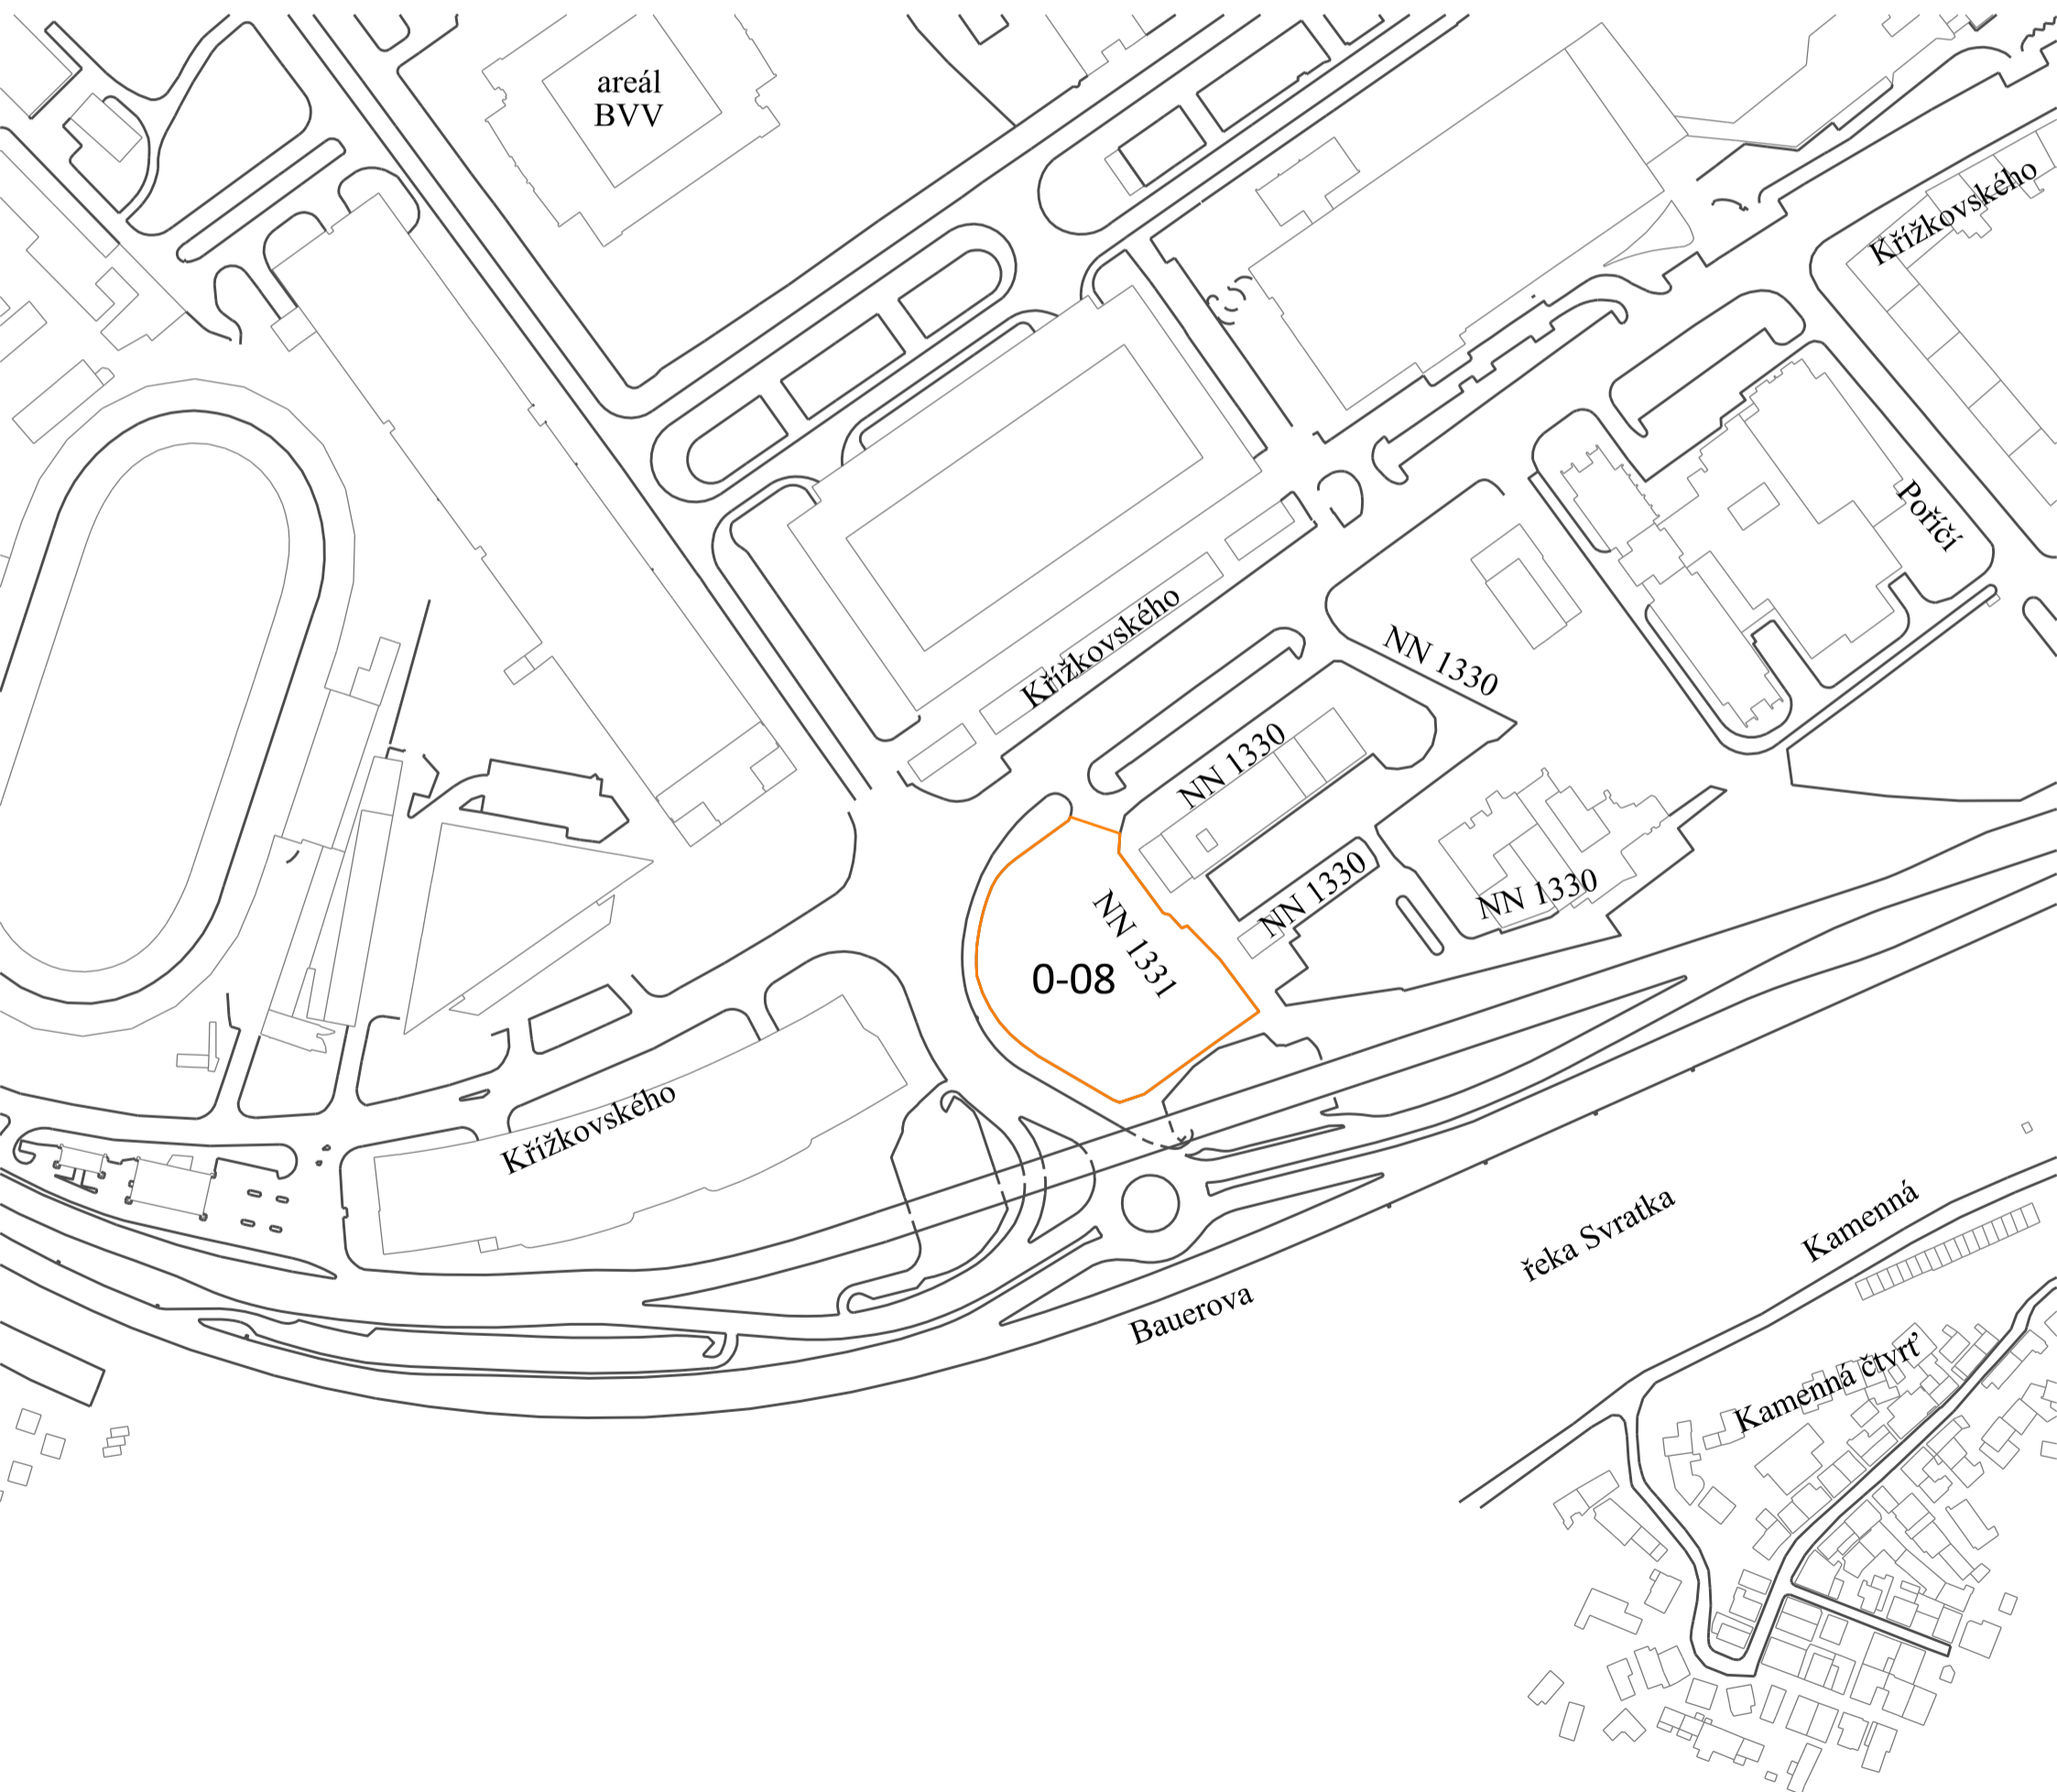 areál
BVV
Křížkovského
Poříčí
Křížkovského
NN 1330
NN 1330
NN 1330
NN 1330
NN 1331
0-08
Křížkovského
řeka Svratka
Kamenná
Bauerova
Kamenná čtvrť